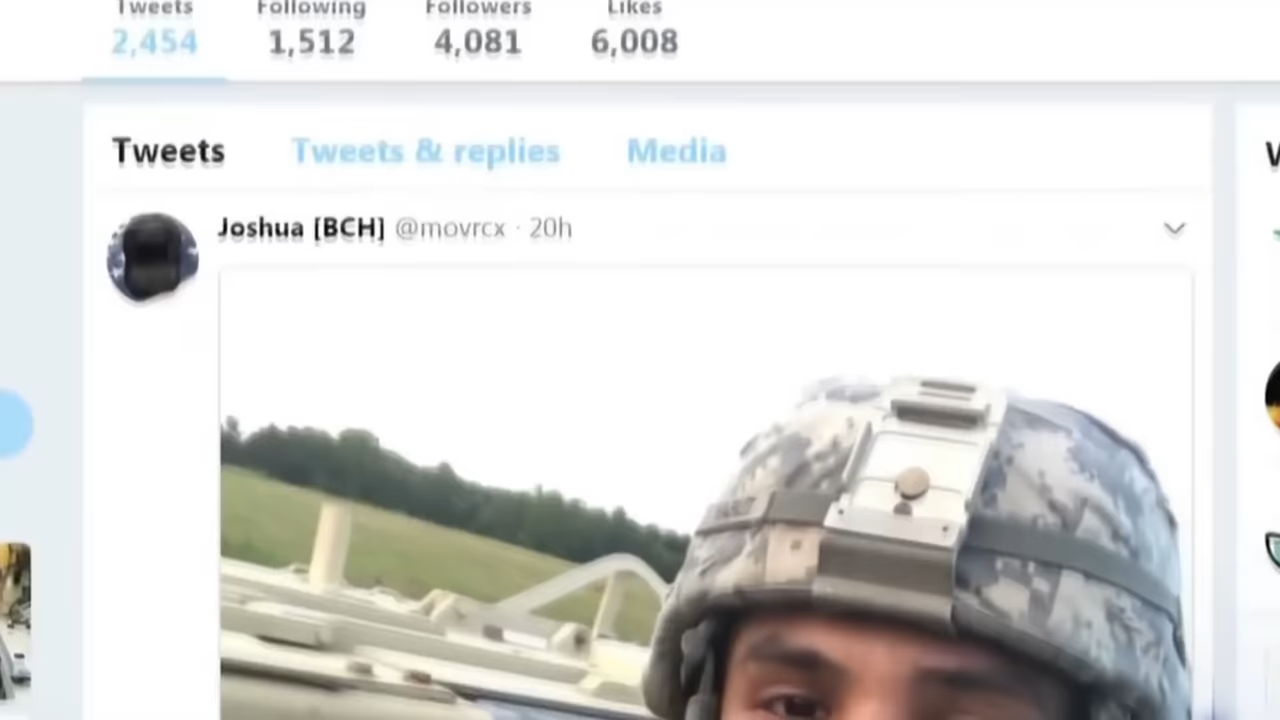 Tweets Following Followers Likes
2,454 1,512 4,081 6,008
Tweets Tweets & replies Media
Joshua [BCH] @movrcx · 20h